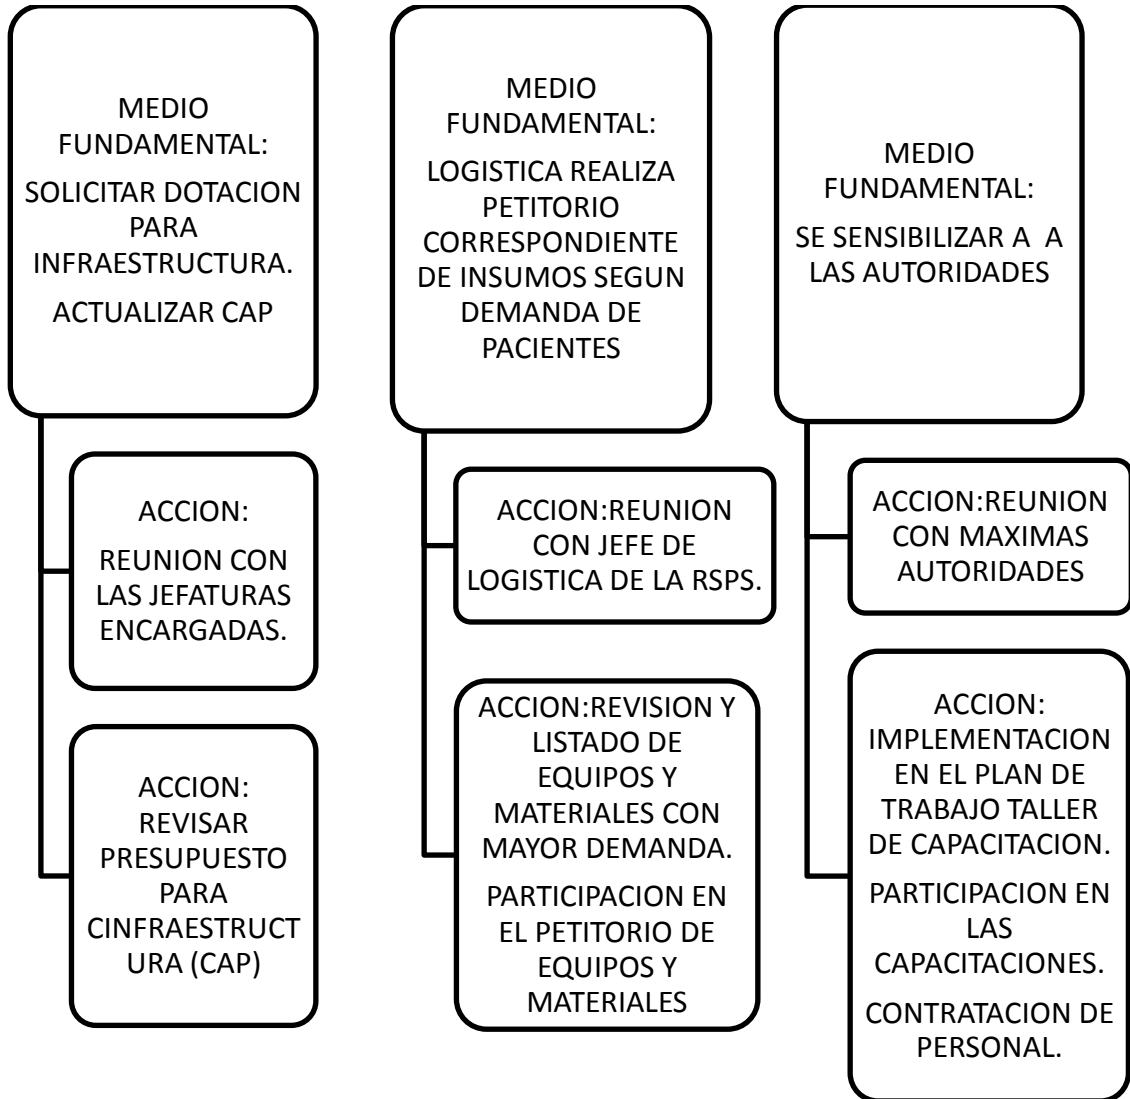 MEDIO
FUNDAMENTAL:
SOLICITAR DOTACION
PARA
INFRAESTRUCTURA.
ACTUALIZAR CAP
ACCION:
REUNION CON
LAS JEFATURAS
ENCARGADAS.
ACCION:
REVISAR
PRESUPUESTO
PARA
CINFRAESTRUCT
URA (CAP)
MEDIO
FUNDAMENTAL:
LOGISTICA REALIZA
PETITORIO
CORRESPONDIENTE
DE INSUMOS SEGUN
DEMANDA DE
PACIENTES
ACCION:REUNION
CON JEFE DE
LOGISTICA DE LA RSPS.
ACCION:REVISION Y
LISTADO DE
EQUIPOS Y
MATERIALES CON
MAYOR DEMANDA.
PARTICIPACION EN
EL PETITORIO DE
EQUIPOS Y
MATERIALES
MEDIO
FUNDAMENTAL:
SE SENSIBILIZAR A  A
LAS AUTORIDADES
ACCION:REUNION
CON MAXIMAS
AUTORIDADES
ACCION:
IMPLEMENTACION
EN EL PLAN DE
TRABAJO TALLER
DE CAPACITACION.
PARTICIPACION EN
LAS
CAPACITACIONES.
CONTRATACION DE
PERSONAL.